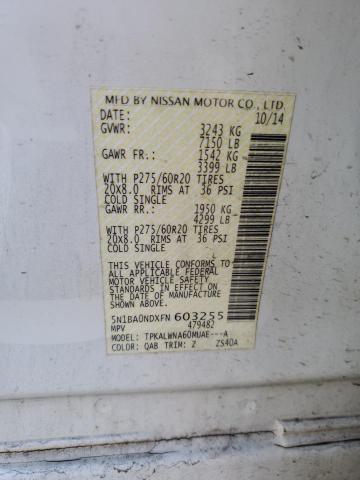 MFD BY NISSAN MOTOR CO., LTD.
DATE: 10/14
GVWR: 3243 KG
7150 LB
GAWR FR.: 1542 KG
3399 LB
WITH P275/60R20 TIRES
20X8.0 RIMS AT 36 PSI
COLD SINGLE
GAWR RR.: 1950 KG
4299 LB
WITH P275/60R20 TIRES
20X8.0 RIMS AT 36 PSI
COLD SINGLE
THIS VEHICLE CONFORMS TO
ALL APPLICABLE FEDERAL
MOTOR VEHICLE SAFETY
STANDARDS IN EFFECT ON
THE DATE OF MANUFACTURE
SHOWN ABOVE
5N1BA0NDXFN 603255
MPV 479482
MODEL: TPKALWNA60MUAE---A
COLOR: QAB TRIM: Z ZS40A